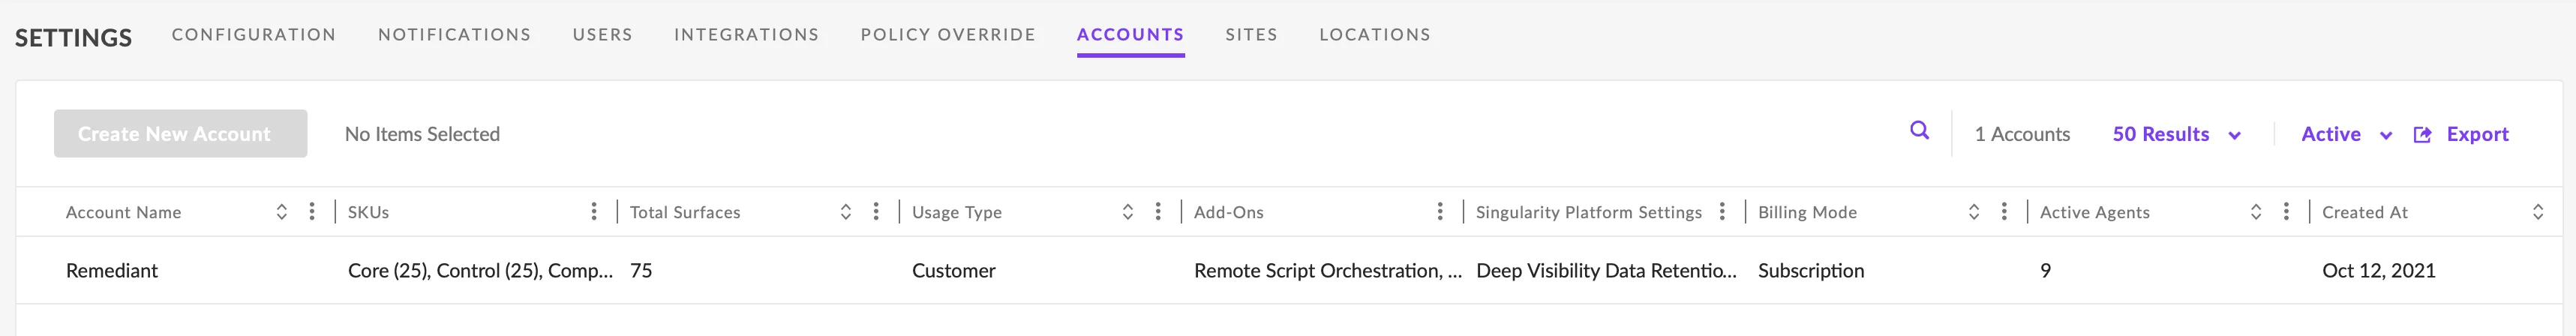 SETTINGS CONFIGURATION NOTIFICATIONS USERS INTEGRATIONS POLICY OVERRIDE ACCOUNTS SITES LOCATIONS
Create New Account No Items Selected 1 Accounts 50 Results Active Export
Account Name SKUs Total Surfaces Usage Type Add-Ons Singularity Platform Settings Billing Mode Active Agents Created At
Remediant Core (25), Control (25), Comp... 75 Customer Remote Script Orchestration, ... Deep Visibility Data Retentio... Subscription 9 Oct 12, 2021